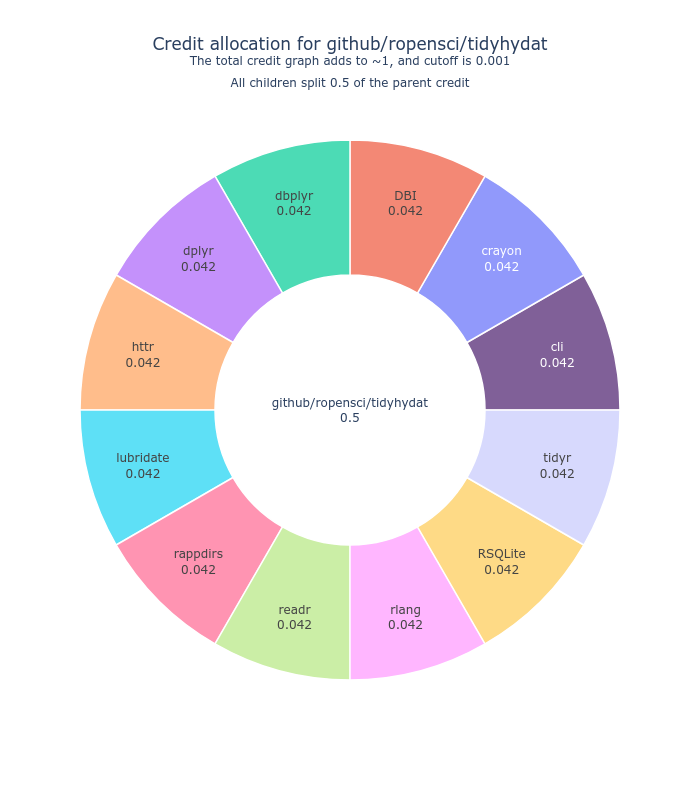 Credit allocation for github/ropensci/tidyhydat
The total credit graph adds to ~1, and cutoff is 0.001
All children split 0.5 of the parent credit
dbplyr
0.042
DBI
0.042
dplyr
0.042
crayon
0.042
httr
0.042
cli
0.042
github/ropensci/tidyhydat
0.5
lubridate
0.042
tidyr
0.042
rappdirs
0.042
RSQLite
0.042
readr
0.042
rlang
0.042